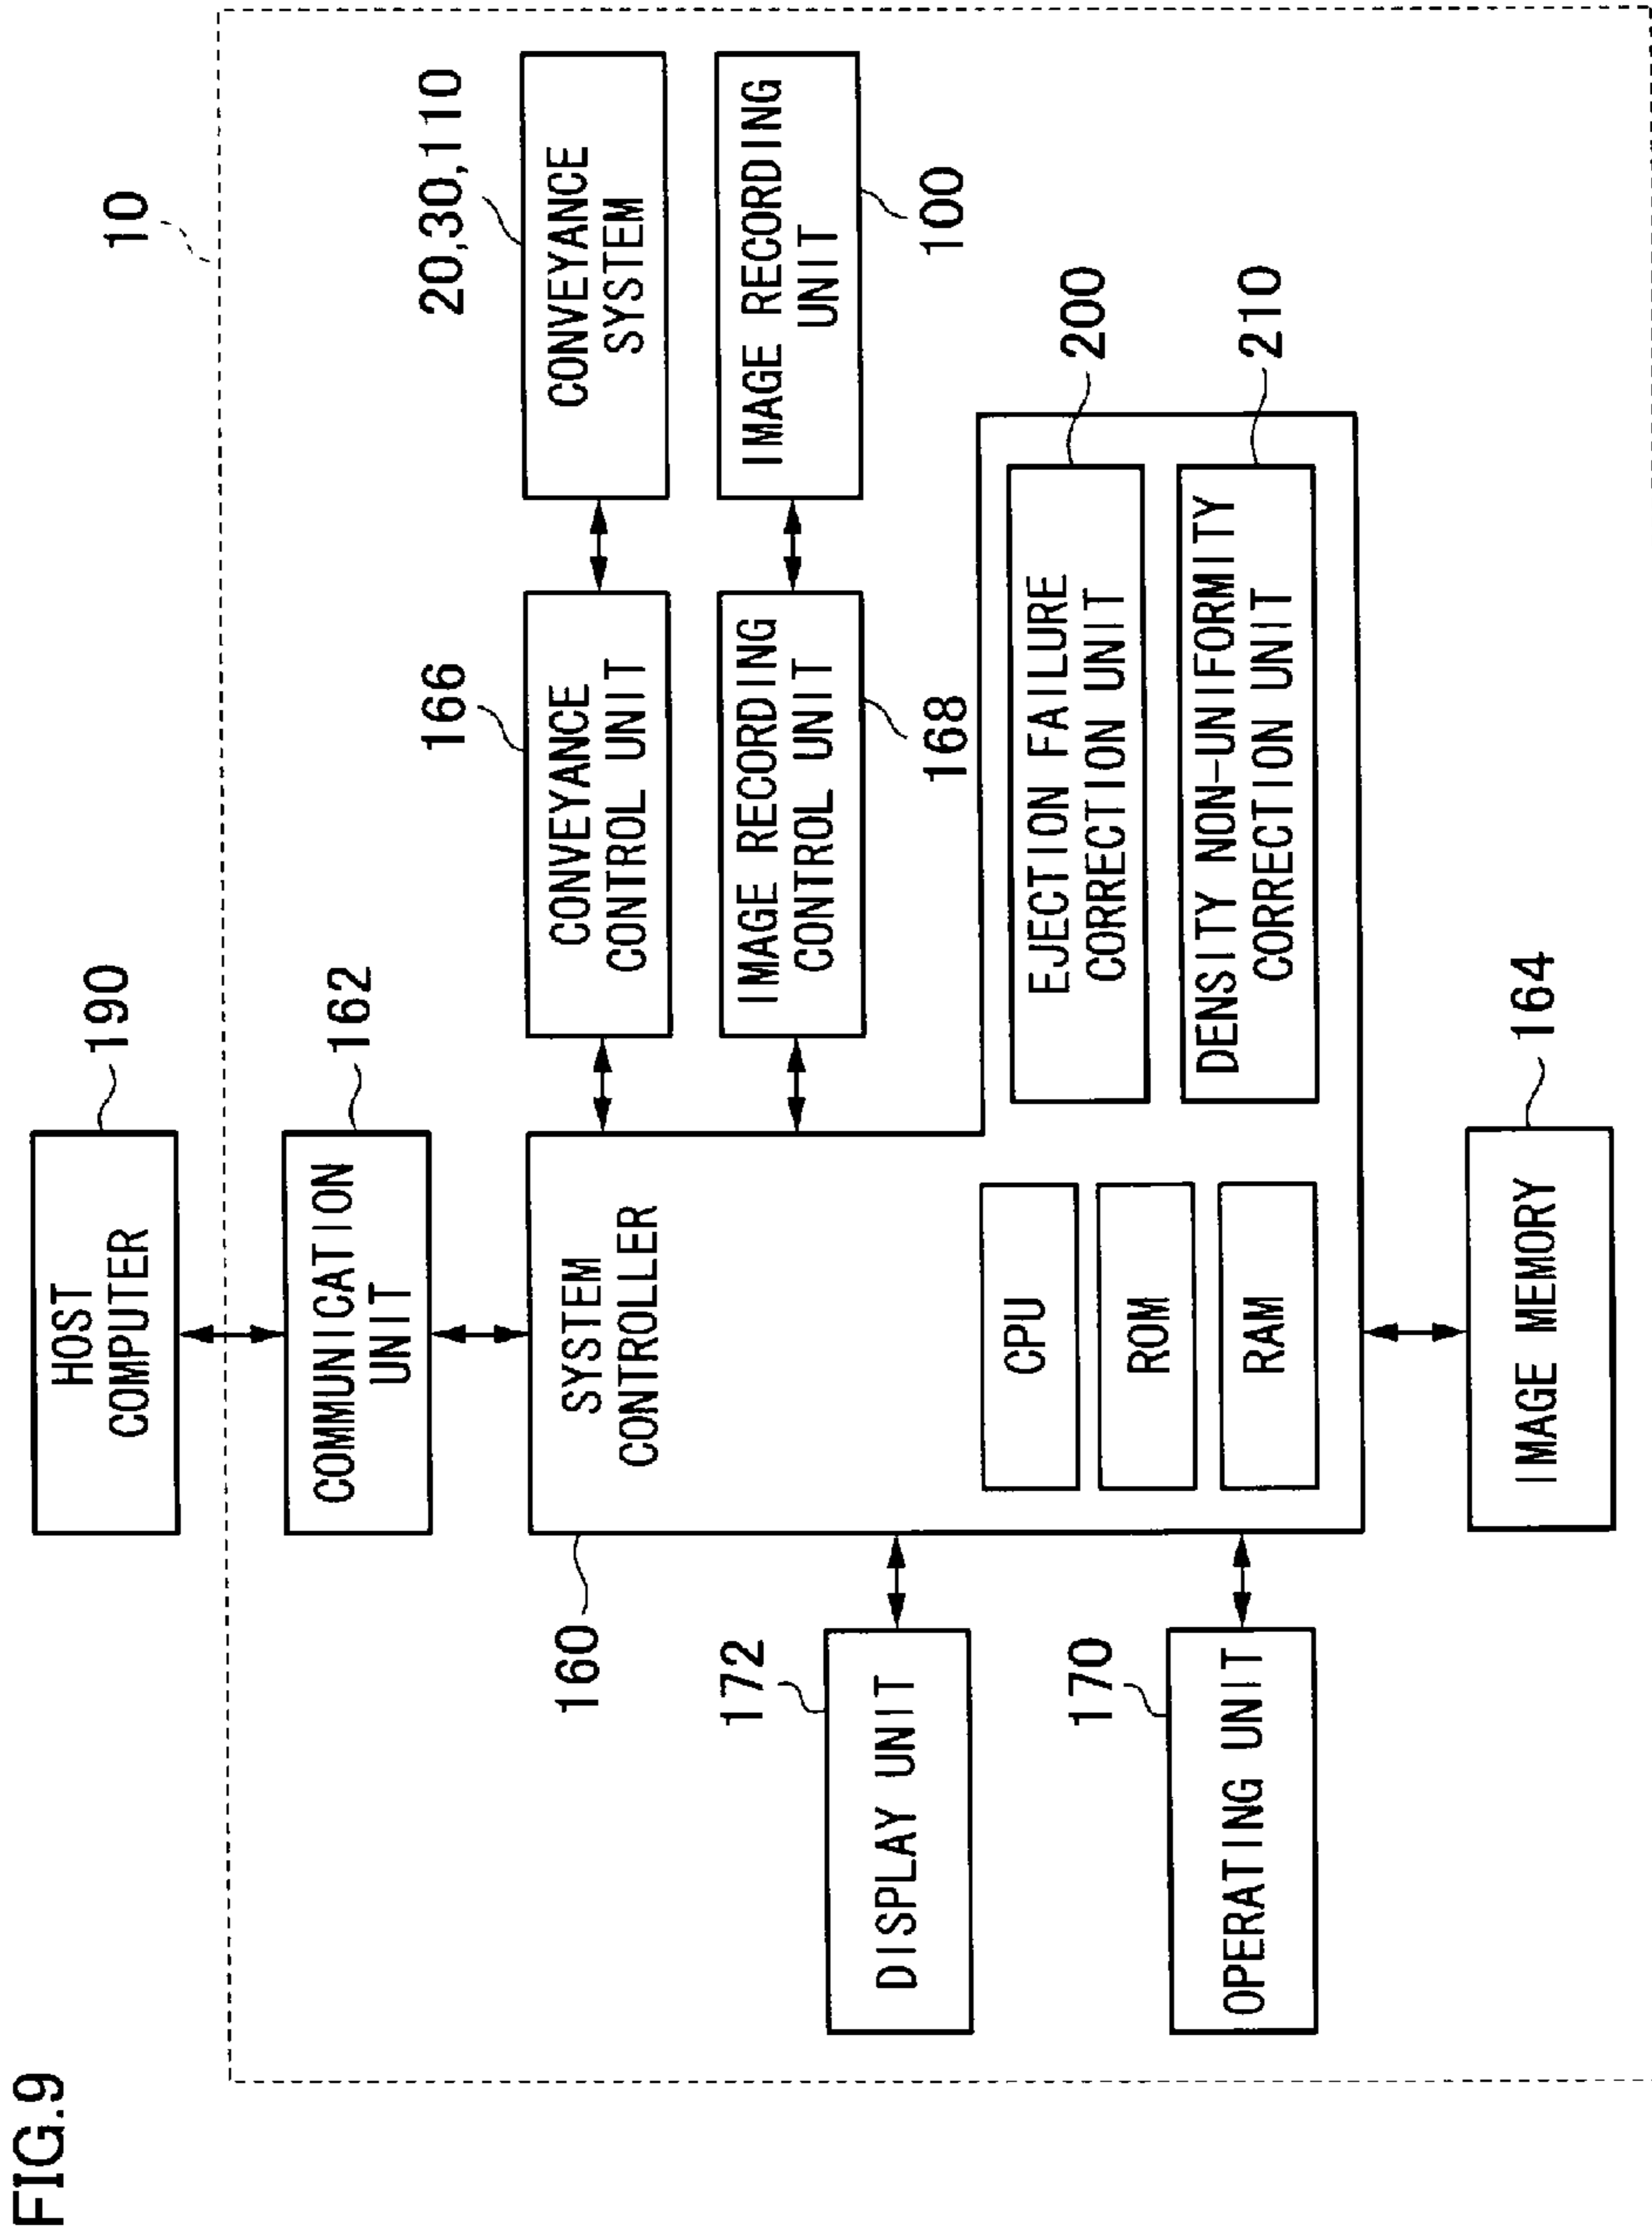 FIG.9
10
HOST
COMPUTER
190
COMMUNICATION
UNIT
162
20,30,110
166
CONVEYANCE
CONTROL UNIT
CONVEYANCE
SYSTEM
SYSTEM
CONTROLLER
160
IMAGE RECORDING
CONTROL UNIT
168
IMAGE RECORDING
UNIT
100
172
DISPLAY UNIT
CPU
ROM
RAM
EJECTION FAILURE
CORRECTION UNIT
200
DENSITY NON-UNIFORMITY
CORRECTION UNIT
210
170
OPERATING UNIT
IMAGE MEMORY
164